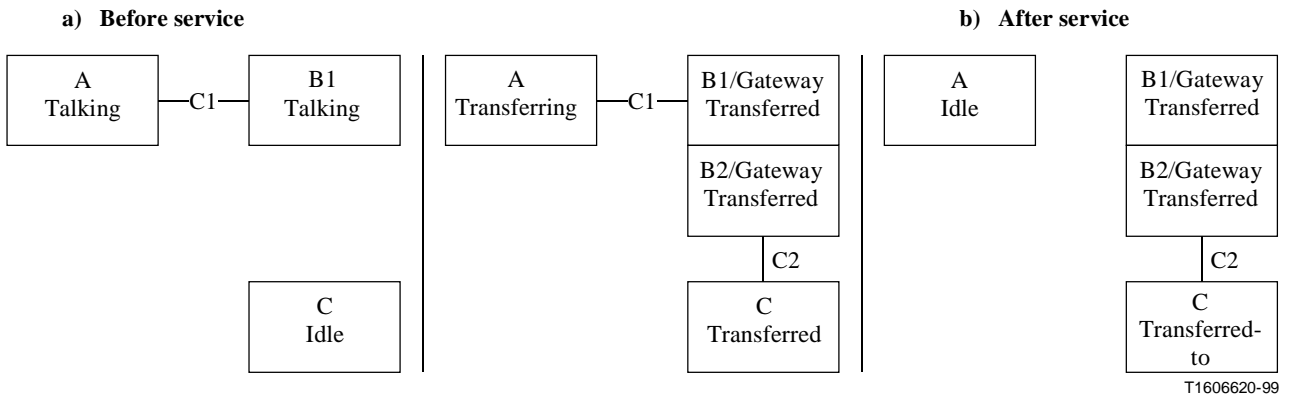 a) Before service
b) After service
A
Talking
C1
B1
Talking
C
Idle
A
Transferring
C1
B1/Gateway
Transferred
B2/Gateway
Transferred
C2
C
Transferred
A
Idle
B1/Gateway
Transferred
B2/Gateway
Transferred
C2
C
Transferred-
to
T1606620-99